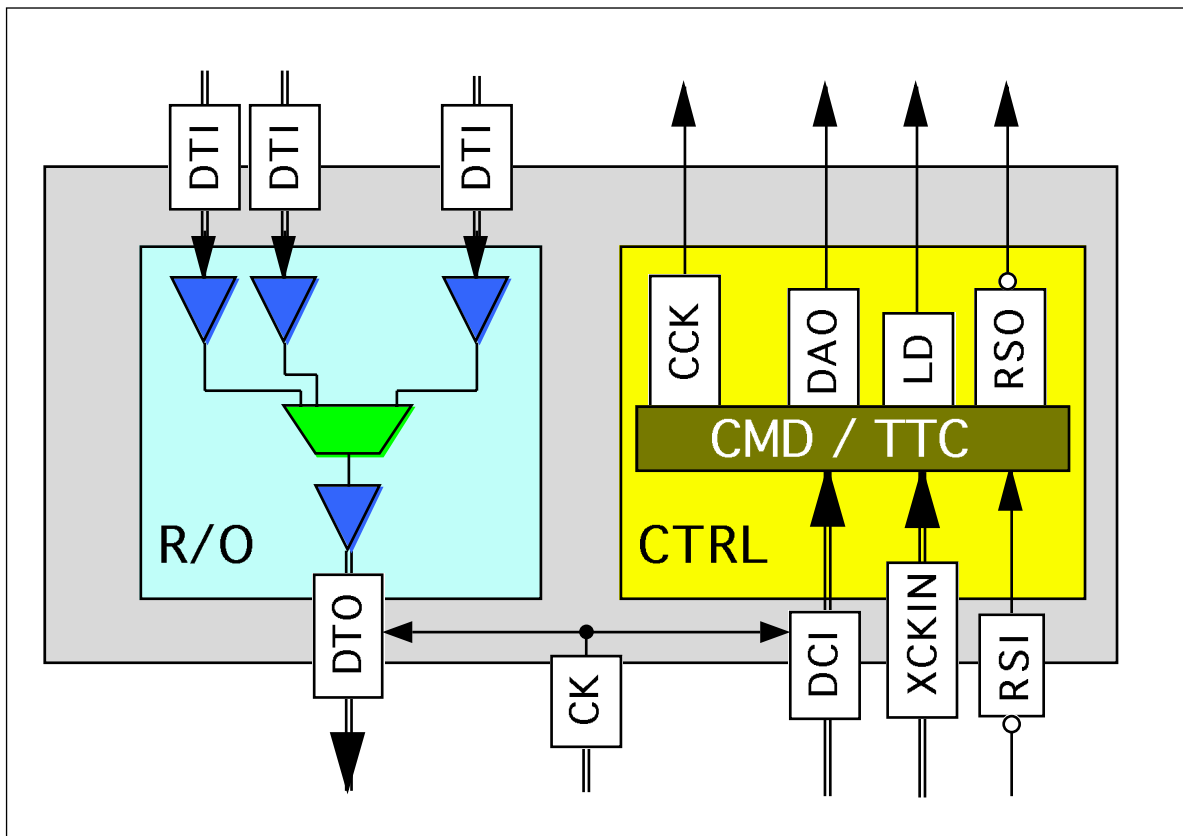 DTI
DTI
DTI
CCK
DAO
LD
RSO
CMD / TTC
R/O
CTRL
DTO
CK
DCI
XCKIN
RSI